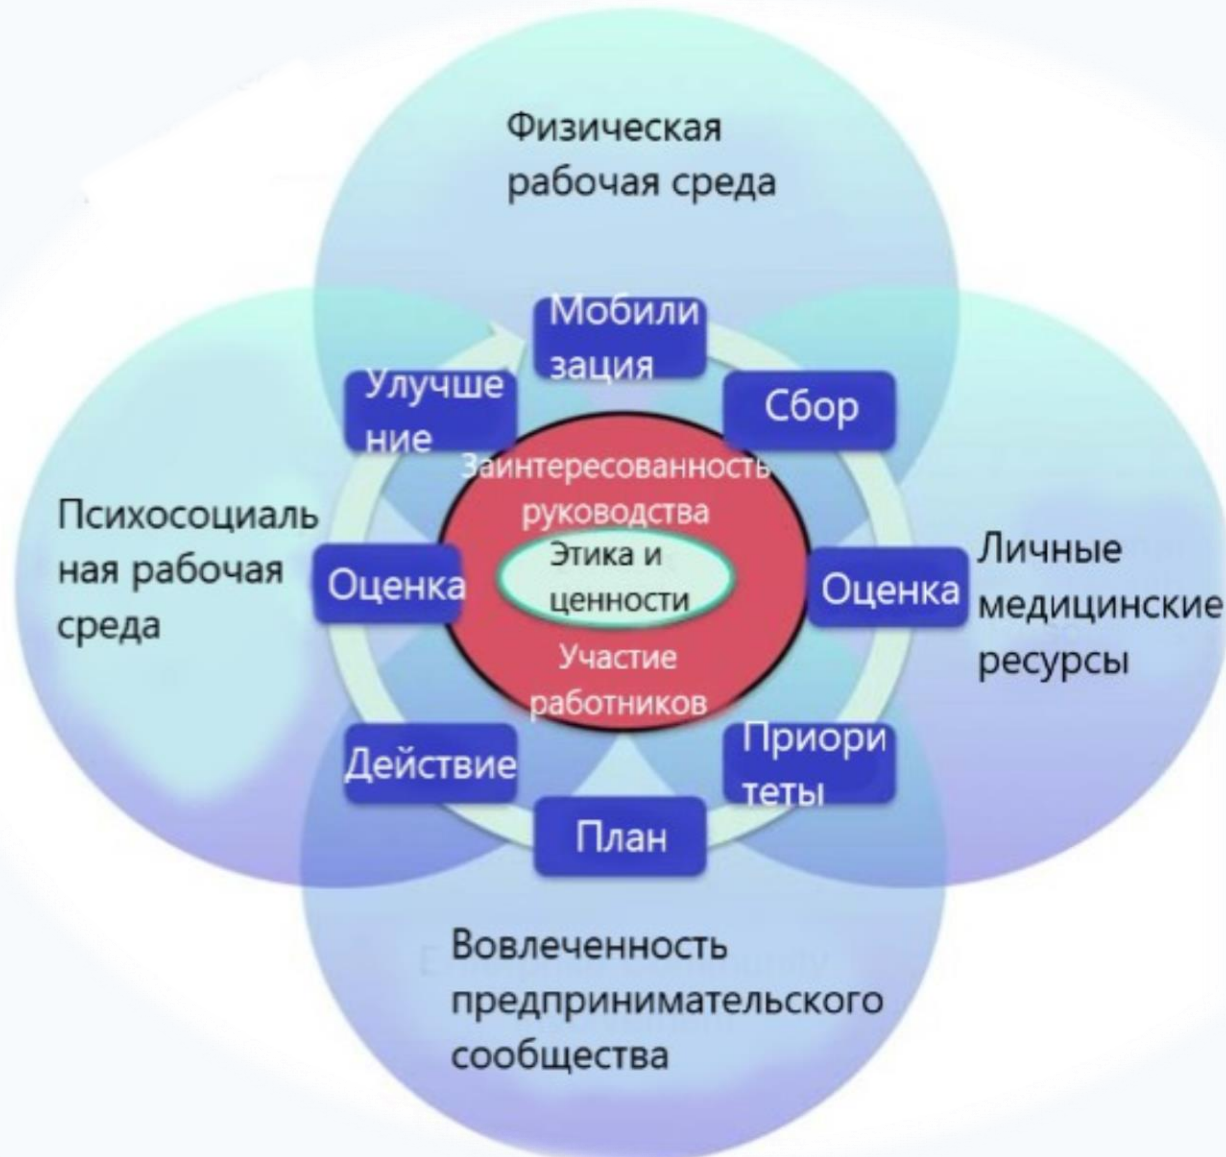 Физическая
рабочая среда
Мобили
зация
Улучше
ние
Сбор
Заинтересованность
руководства
Этика и
ценности
Участие
работников
Психосоциаль
ная рабочая
среда
Оценка
Оценка
Личные
медицинские
ресурсы
Действие
Приори
теты
План
Вовлеченность
предпринимательского
сообщества